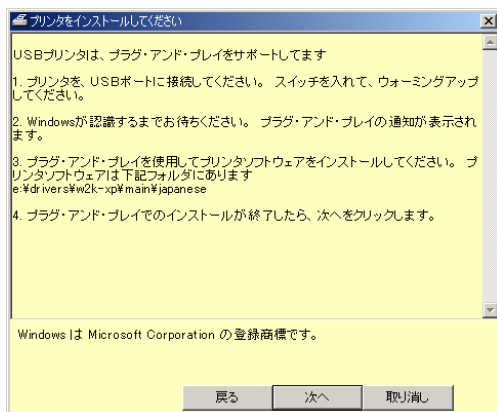 プリンタをインストールしてください
USBプリンタは、プラグ・アンド・プレイをサポートしてます
1. プリンタを、USBポートに接続してください。 スイッチを入れて、ウォーミングアップ
してください。
2. Windowsが認識するまでお待ちください。 プラグ・アンド・プレイの通知が表示され
ます。
3. プラグ・アンド・プレイを使用してプリンタソフトウェアをインストールしてください。 プ
リンタソフトウェアは下記フォルダにあります
e:¥drivers¥w2k-xp¥main¥japanese
4. プラグ・アンド・プレイでのインストールが終了したら、次へをクリックします。
Windows は Microsoft Corporation の登録商標です。
戻る 次へ 取り消し